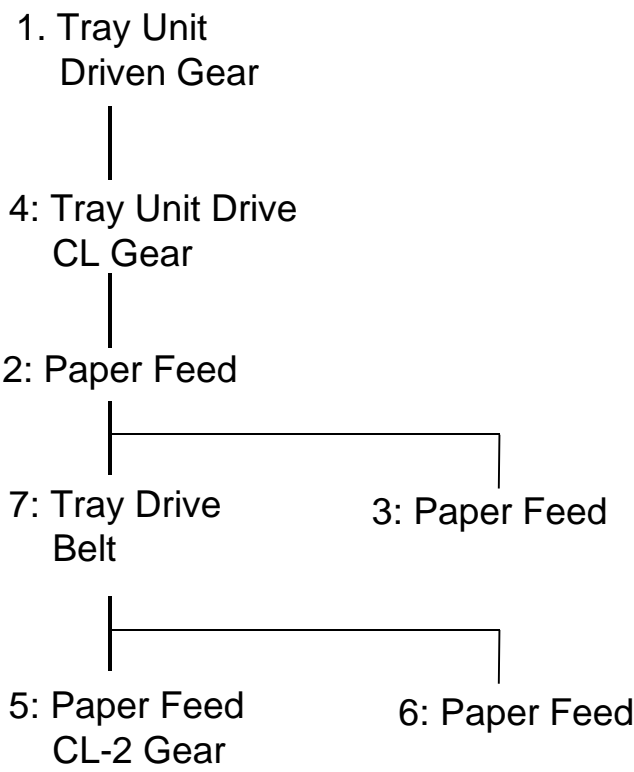 1. Tray Unit
Driven Gear
4: Tray Unit Drive
CL Gear
2: Paper Feed
7: Tray Drive
Belt
3: Paper Feed
5: Paper Feed
CL-2 Gear
6: Paper Feed